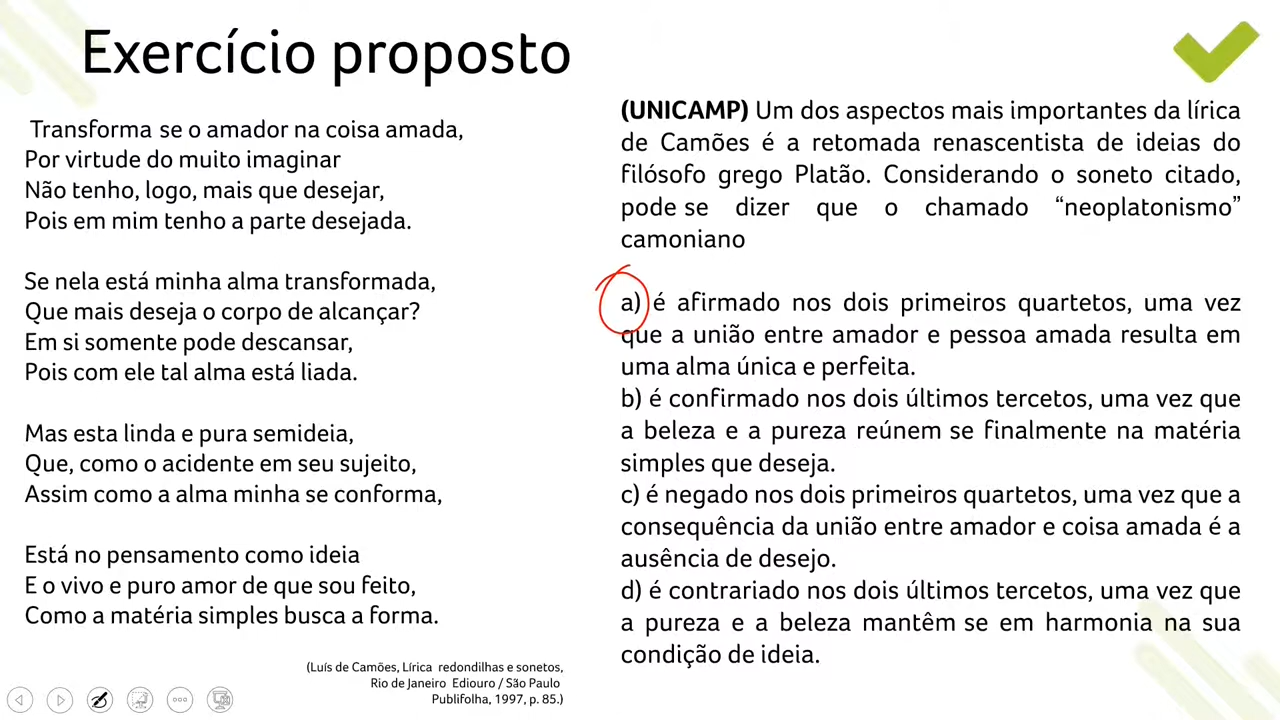 Exercício proposto
Transforma se o amador na coisa amada,
Por virtude do muito imaginar
Não tenho, logo, mais que desejar,
Pois em mim tenho a parte desejada.
Se nela está minha alma transformada,
Que mais deseja o corpo de alcançar?
Em si somente pode descansar,
Pois com ele tal alma está liada.
Mas esta linda e pura semideia,
Que, como o acidente em seu sujeito,
Assim como a alma minha se conforma,
Está no pensamento como ideia
E o vivo e puro amor de que sou feito,
Como a matéria simples busca a forma.
(Luís de Camões, Lírica redondilhas e sonetos,
Rio de Janeiro Ediouro / São Paulo
Publifolha, 1997, p. 85.)
(UNICAMP) Um dos aspectos mais importantes da lírica
de Camões é a retomada renascentista de ideias do
filósofo grego Platão. Considerando o soneto citado,
pode se dizer que o chamado “neoplatonismo”
camoniano
a) é afirmado nos dois primeiros quartetos, uma vez
que a união entre amador e pessoa amada resulta em
uma alma única e perfeita.
b) é confirmado nos dois últimos tercetos, uma vez que
a beleza e a pureza reúnem se finalmente na matéria
simples que deseja.
c) é negado nos dois primeiros quartetos, uma vez que a
consequência da união entre amador e coisa amada é a
ausência de desejo.
d) é contrariado nos dois últimos tercetos, uma vez que
a pureza e a beleza mantêm se em harmonia na sua
condição de ideia.